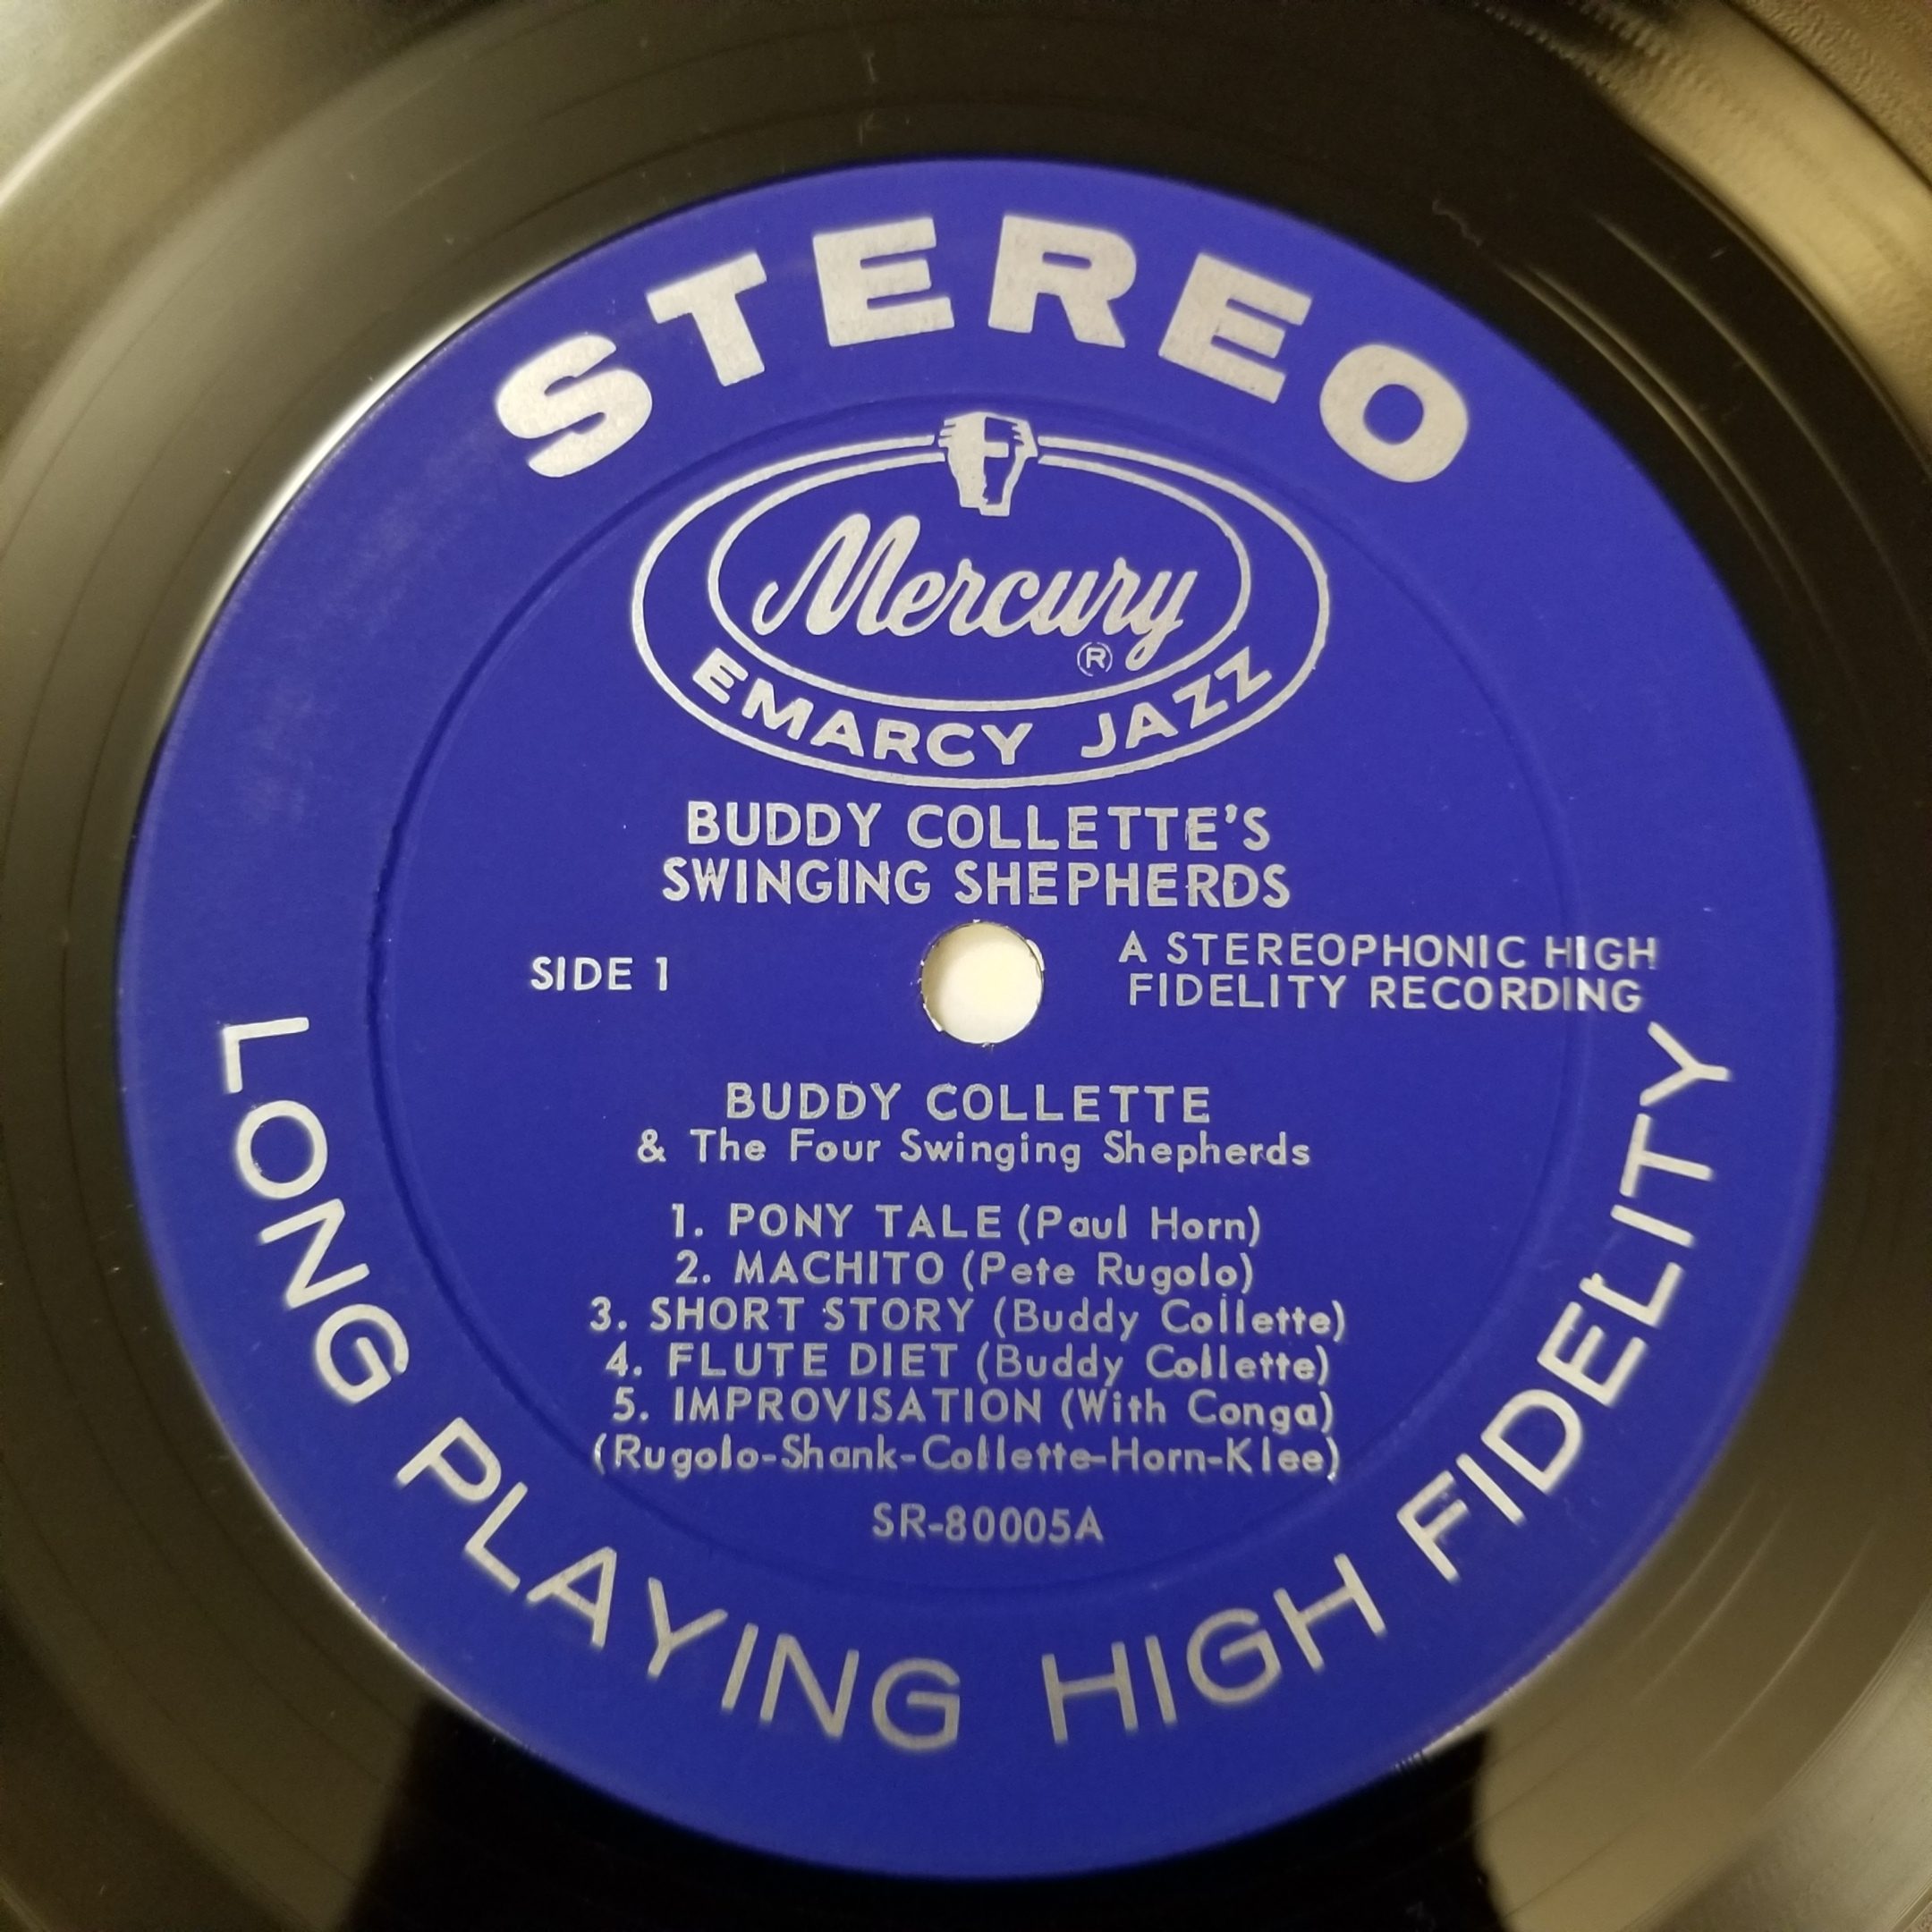 STEREO
Mercury
®
EMARCY JAZZ
BUDDY COLLETTE'S
SWINGING SHEPHERDS
SIDE 1
A STEREOPHONIC HIGH
FIDELITY RECORDING
BUDDY COLLETTE
& The Four Swinging Shepherds
1. PONY TALE (Paul Horn)
2. MACHITO (Pete Rugolo)
3. SHORT STORY (Buddy Collette)
4. FLUTE DIET (Buddy Collette)
5. IMPROVISATION (With Conga)
(Rugolo-Shank-Collette-Horn-Klee)
SR-80005A
LONG PLAYING HIGH FIDELITY